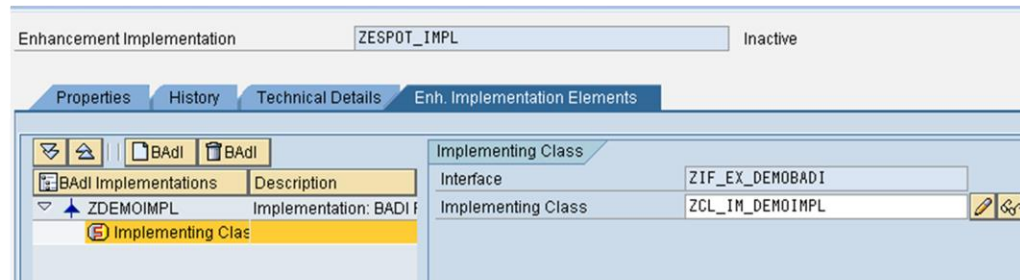 Enhancement Implementation ZESPOT_IMPL Inactive
Properties History Technical Details Enh. Implementation Elements
BAdI BAdI
Implementing Class
BAdI Implementations Description
Interface ZIF_EX_DEMOBADI
ZDEMOIMPL Implementation: BADI
Implementing Class ZCL_IM_DEMOIMPL
Implementing Clas